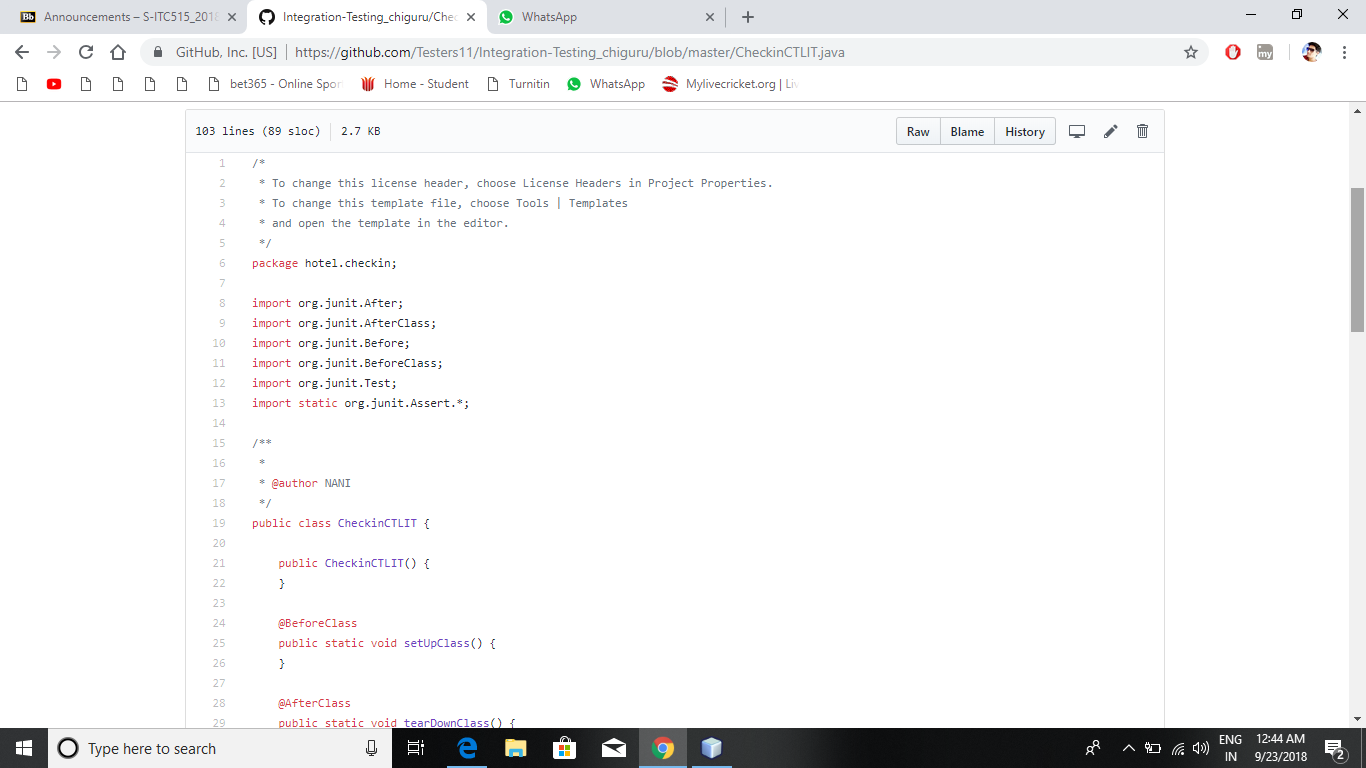 Announcements – S-ITC515_2018
Integration-Testing_chiguru/Chec
WhatsApp
GitHub, Inc. [US] | https://github.com/Testers11/Integration-Testing_chiguru/blob/master/CheckinCTLIT.java
bet365 - Online Spor
Home - Student
Turnitin
WhatsApp
Mylivecricket.org | Liv
103 lines (89 sloc) | 2.7 KB
Raw Blame History
1 /*
2 * To change this license header, choose License Headers in Project Properties.
3 * To change this template file, choose Tools | Templates
4 * and open the template in the editor.
5 */
6 package hotel.checkin;
7
8 import org.junit.After;
9 import org.junit.AfterClass;
10 import org.junit.Before;
11 import org.junit.BeforeClass;
12 import org.junit.Test;
13 import static org.junit.Assert.*;
14
15 /**
16 *
17 * @author NANI
18 */
19 public class CheckinCTLIT {
20
21 public CheckinCTLIT() {
22 }
23
24 @BeforeClass
25 public static void setUpClass() {
26 }
27
28 @AfterClass
29 public static void tearDownClass() {
Type here to search
ENG
IN
12:44 AM
9/23/2018
2